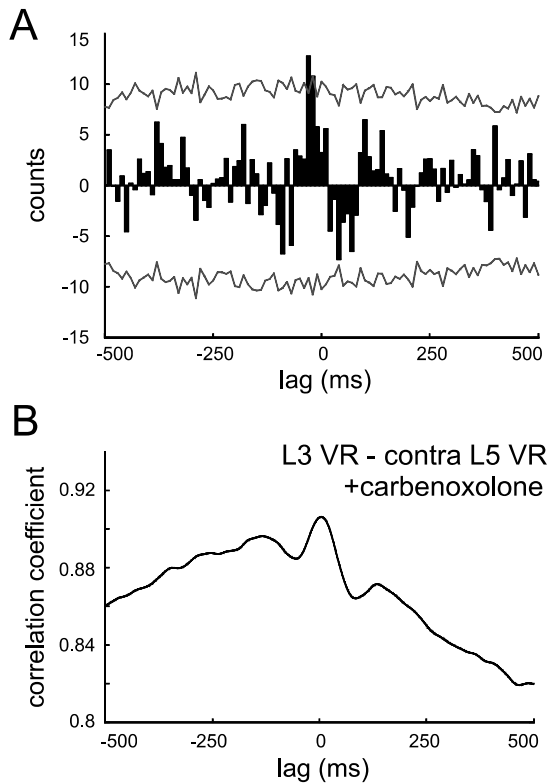 A
15
10
5
0
-5
-10
-15
counts
-500
-250
0
250
500
lag (ms)
B
L3 VR - contra L5 VR
+carbenoxolone
0.92
0.88
0.84
0.8
correlation coefficient
-500
-250
0
250
500
lag (ms)